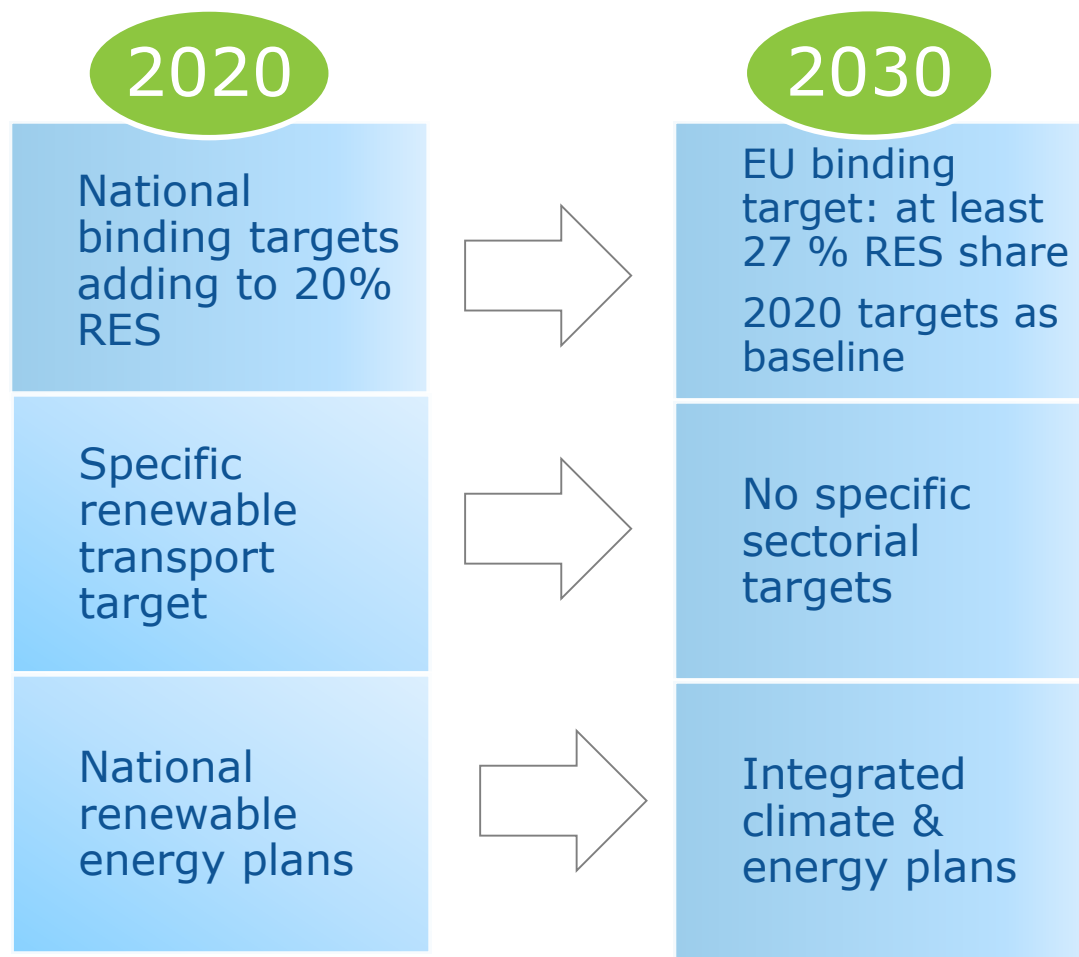 2020
National
binding targets
adding to 20%
RES
Specific
renewable
transport
target
National
renewable
energy plans
2030
EU binding
target: at least
27 % RES share
2020 targets as
baseline
No specific
sectorial
targets
Integrated
climate &
energy plans